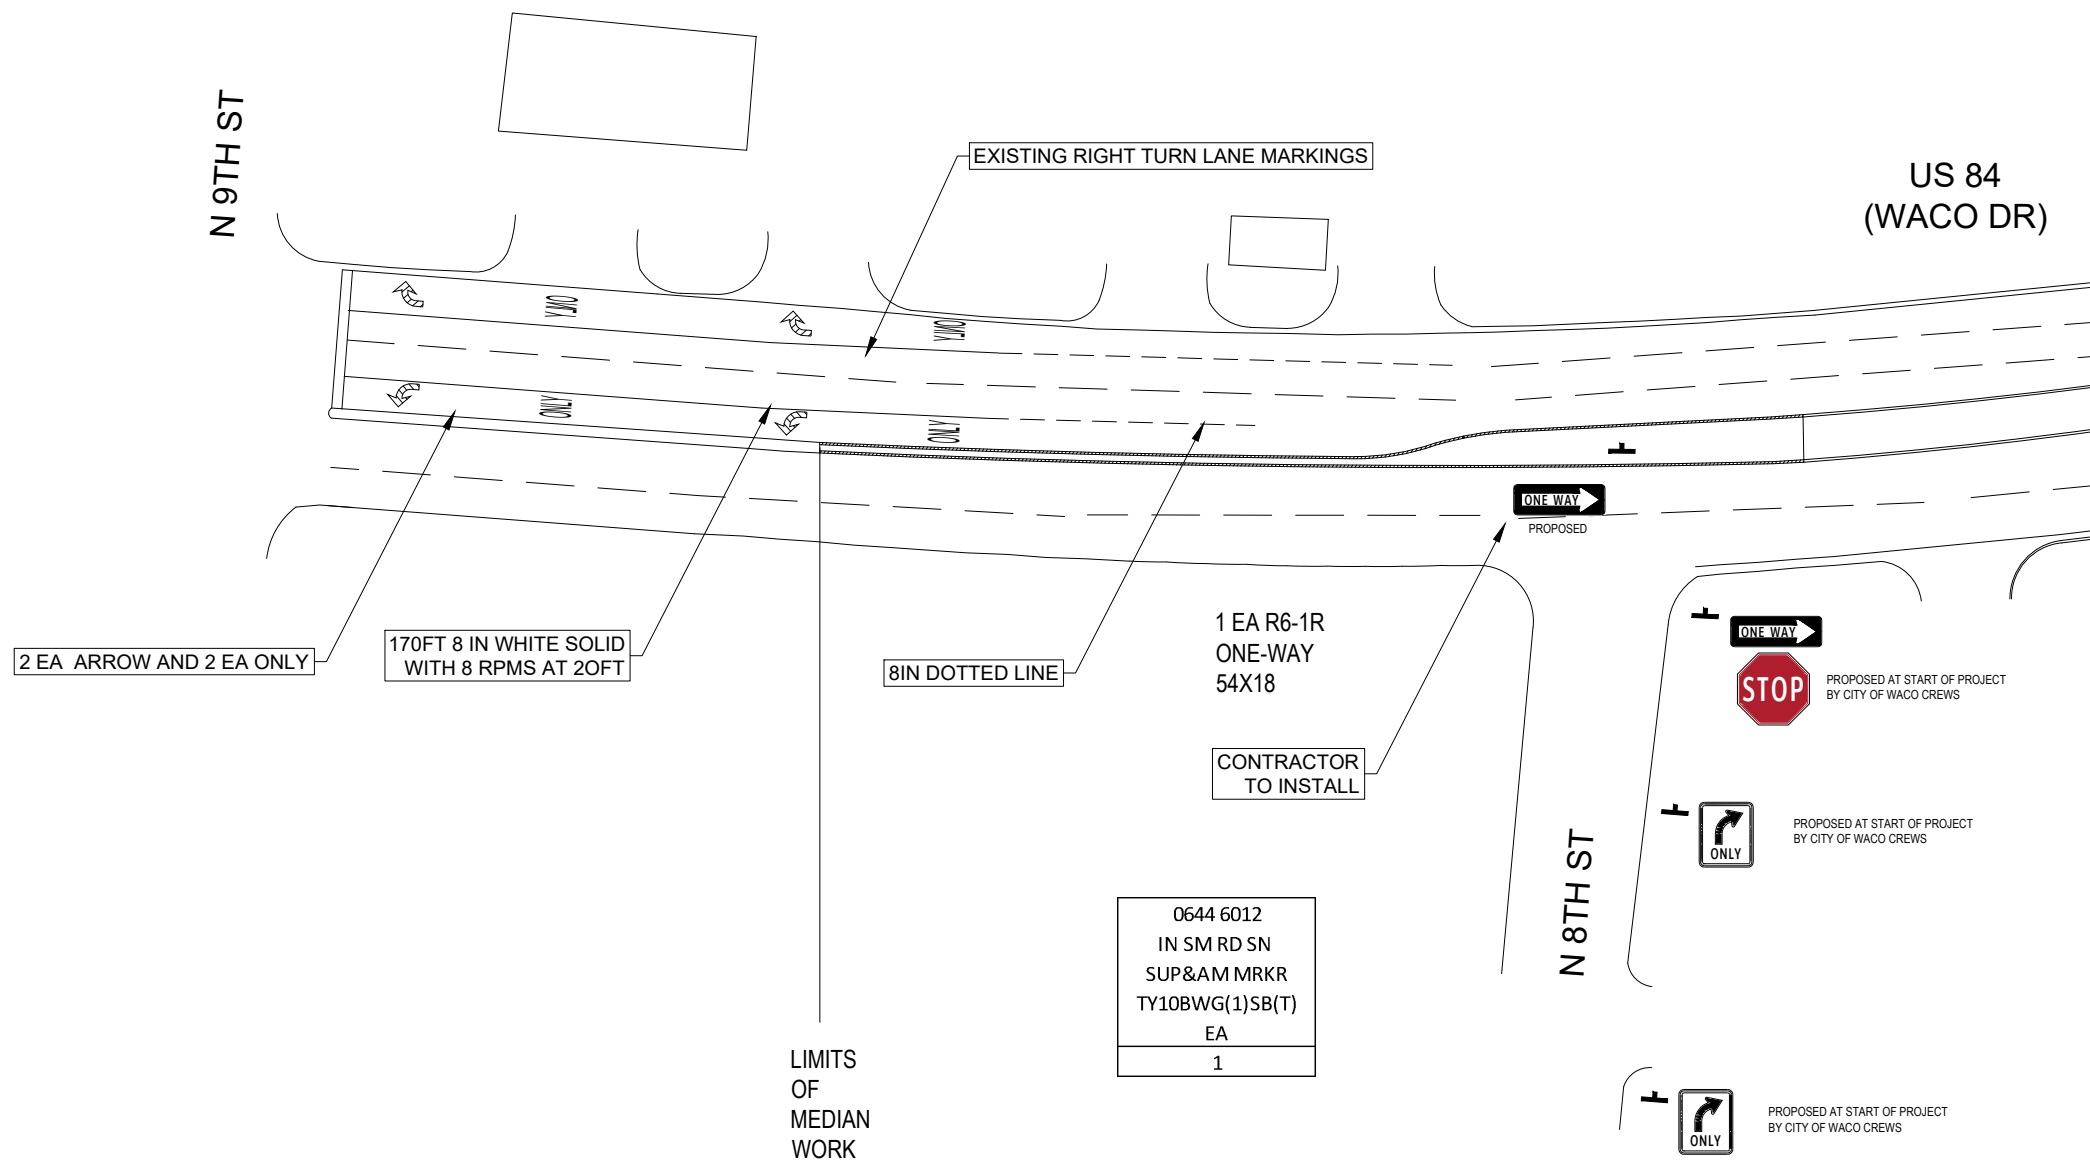 N 9TH ST
EXISTING RIGHT TURN LANE MARKINGS
US 84
(WACO DR)
ONLY
ONLY
ONLY
ONLY
ONE WAY
PROPOSED
2 EA  ARROW AND 2 EA ONLY
170FT 8 IN WHITE SOLID
WITH 8 RPMS AT 2OFT
8IN DOTTED LINE
1 EA R6-1R
ONE-WAY
54X18
CONTRACTOR
TO INSTALL
ONE WAY
STOP
PROPOSED AT START OF PROJECT
BY CITY OF WACO CREWS
ONLY
PROPOSED AT START OF PROJECT
BY CITY OF WACO CREWS
N 8TH ST
0644 6012
IN SM RD SN
SUP&AM MRKR
TY10BWG(1)SB(T)
EA
1
LIMITS
OF
MEDIAN
WORK
ONLY
PROPOSED AT START OF PROJECT
BY CITY OF WACO CREWS